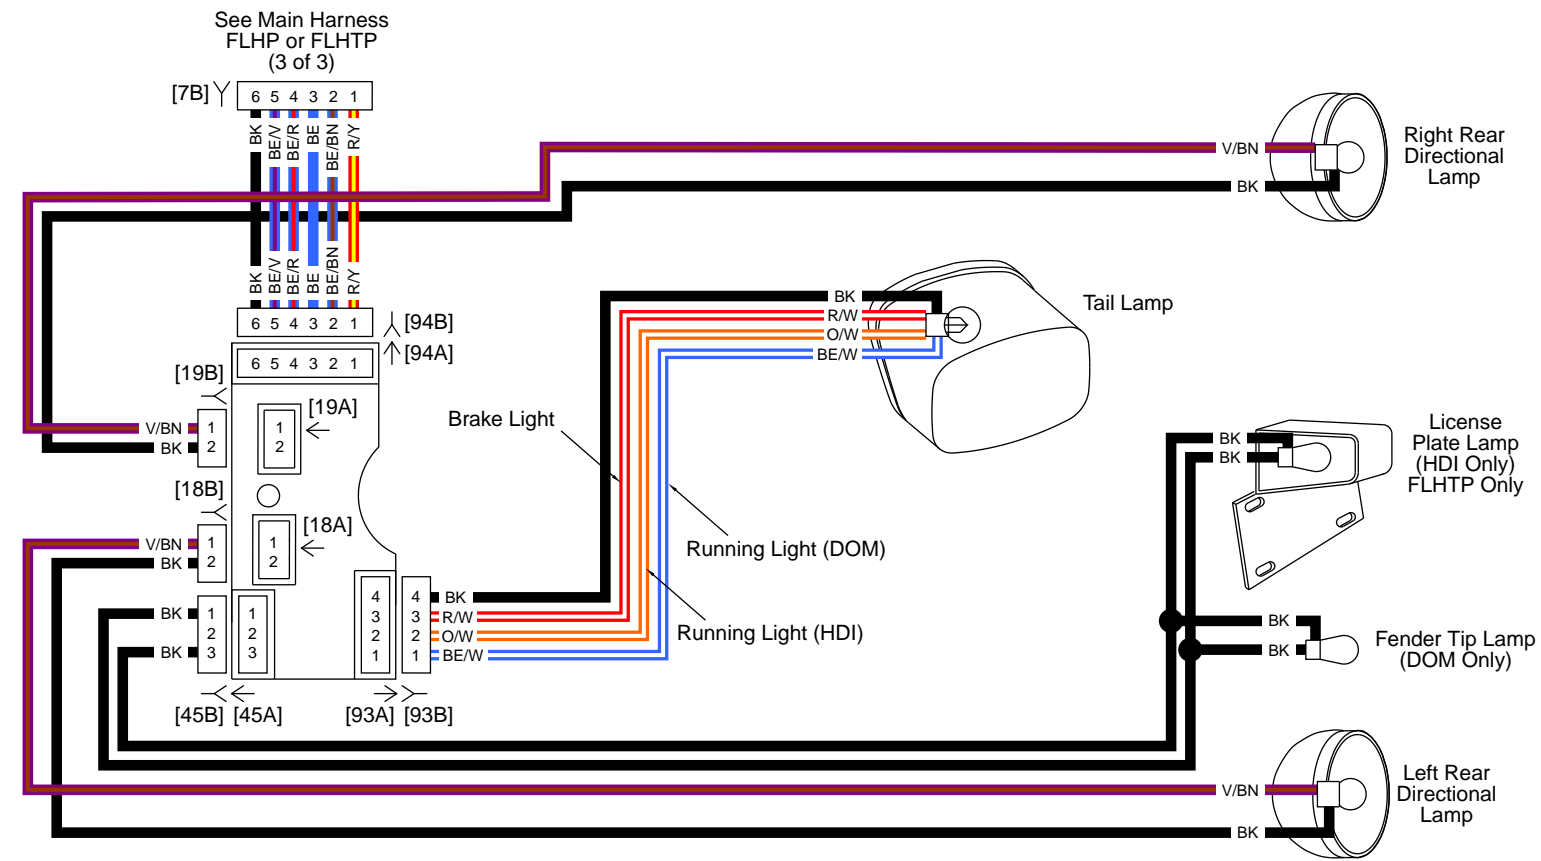 See Main Harness
FLHP or FLHTP
(3 of 3)
[7B]
6 5 4 3 2 1
BK BE/V BE/R BE BE/BN R/Y
V/BN
BK
Right Rear
Directional
Lamp
BK BE/V BE/R BE BE/BN R/Y
6 5 4 3 2 1
[94B]
[94A]
6 5 4 3 2 1
BK
R/W
O/W
BE/W
Tail Lamp
[19B]
[19A]
V/BN 1
BK 2
1
2
Brake Light
[18B]
[18A]
V/BN 1
BK 2
1
2
Running Light (DOM)
Running Light (HDI)
BK 1
2
BK 3
1
2
3
4
3
2
1
4 BK
3 R/W
2 O/W
1 BE/W
[45B] [45A]
[93A] [93B]
BK
BK
License
Plate Lamp
(HDI Only)
FLHTP Only
BK
BK
Fender Tip Lamp
(DOM Only)
V/BN
BK
Left Rear
Directional
Lamp